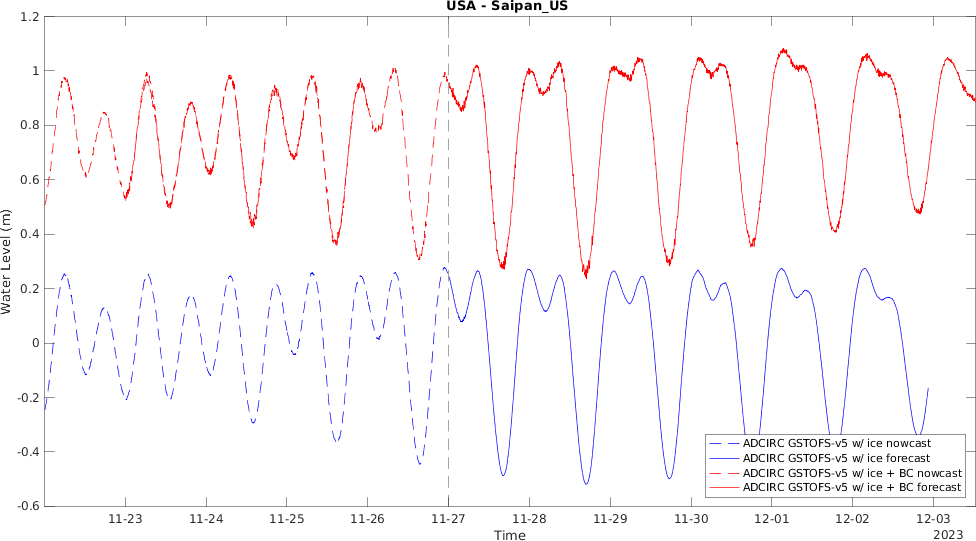 USA - Saipan_US
1.2
1
0.8
0.6
0.4
0.2
0
-0.2
-0.4
-0.6
Water Level (m)
ADCIRC GSTOFS-v5 w/ ice nowcast
ADCIRC GSTOFS-v5 w/ ice forecast
ADCIRC GSTOFS-v5 w/ ice + BC nowcast
ADCIRC GSTOFS-v5 w/ ice + BC forecast
11-23 11-24 11-25 11-26 11-27 11-28 11-29 11-30 12-01 12-02 12-03
Time
2023